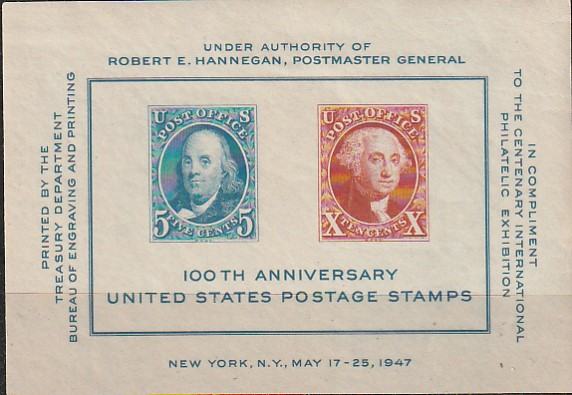 UNDER AUTHORITY OF
ROBERT E. HANNEGAN, POSTMASTER GENERAL
PRINTED BY THE
TREASURY DEPARTMENT
BUREAU OF ENGRAVING AND PRINTING
U S
POST OFFICE
5 FIVE CENTS 5
U S
POST OFFICE
X TEN CENTS X
100TH ANNIVERSARY
UNITED STATES POSTAGE STAMPS
IN COMPLIMENT
TO THE CENTENARY INTERNATIONAL
PHILATELIC EXHIBITION
NEW YORK, N.Y., MAY 17-25, 1947